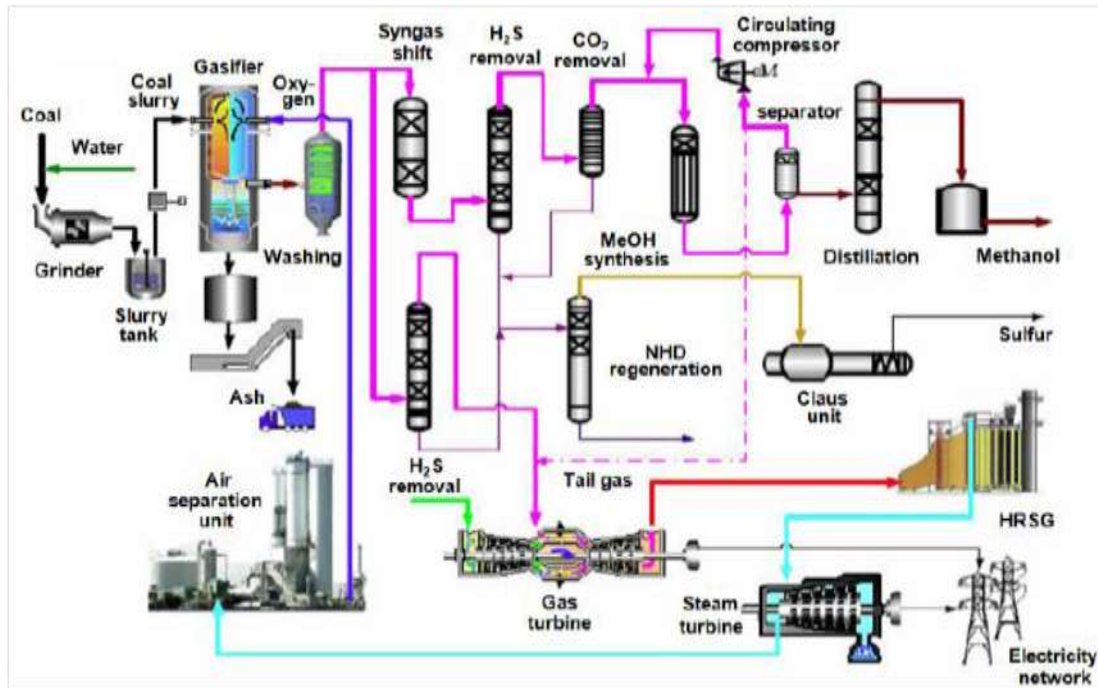 Syngas
shift
H₂S
removal
CO₂
removal
Circulating
compressor
Gasifier
Coal
slurry
Oxy-
gen
separator
Coal
Water
Grinder
Slurry
tank
Washing
MeOH
synthesis
Distillation
Methanol
NHD
regeneration
Sulfur
Claus
unit
Ash
H₂S
removal
Tail gas
Air
separation
unit
HRSG
Gas
turbine
Steam
turbine
Electricity
network